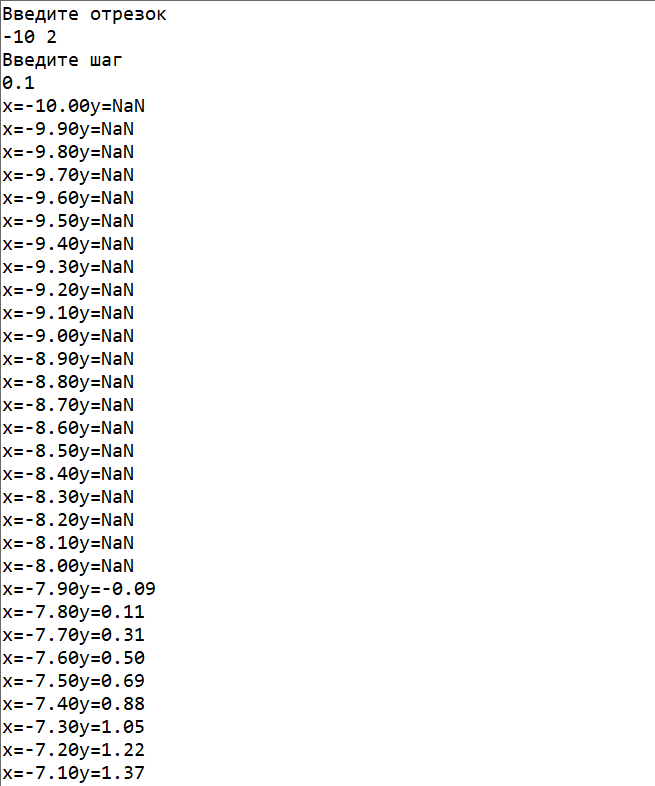 Введите отрезок
-10 2
Введите шаг
0.1
x=-10.00y=NaN
x=-9.90y=NaN
x=-9.80y=NaN
x=-9.70y=NaN
x=-9.60y=NaN
x=-9.50y=NaN
x=-9.40y=NaN
x=-9.30y=NaN
x=-9.20y=NaN
x=-9.10y=NaN
x=-9.00y=NaN
x=-8.90y=NaN
x=-8.80y=NaN
x=-8.70y=NaN
x=-8.60y=NaN
x=-8.50y=NaN
x=-8.40y=NaN
x=-8.30y=NaN
x=-8.20y=NaN
x=-8.10y=NaN
x=-8.00y=NaN
x=-7.90y=-0.09
x=-7.80y=0.11
x=-7.70y=0.31
x=-7.60y=0.50
x=-7.50y=0.69
x=-7.40y=0.88
x=-7.30y=1.05
x=-7.20y=1.22
x=-7.10y=1.37